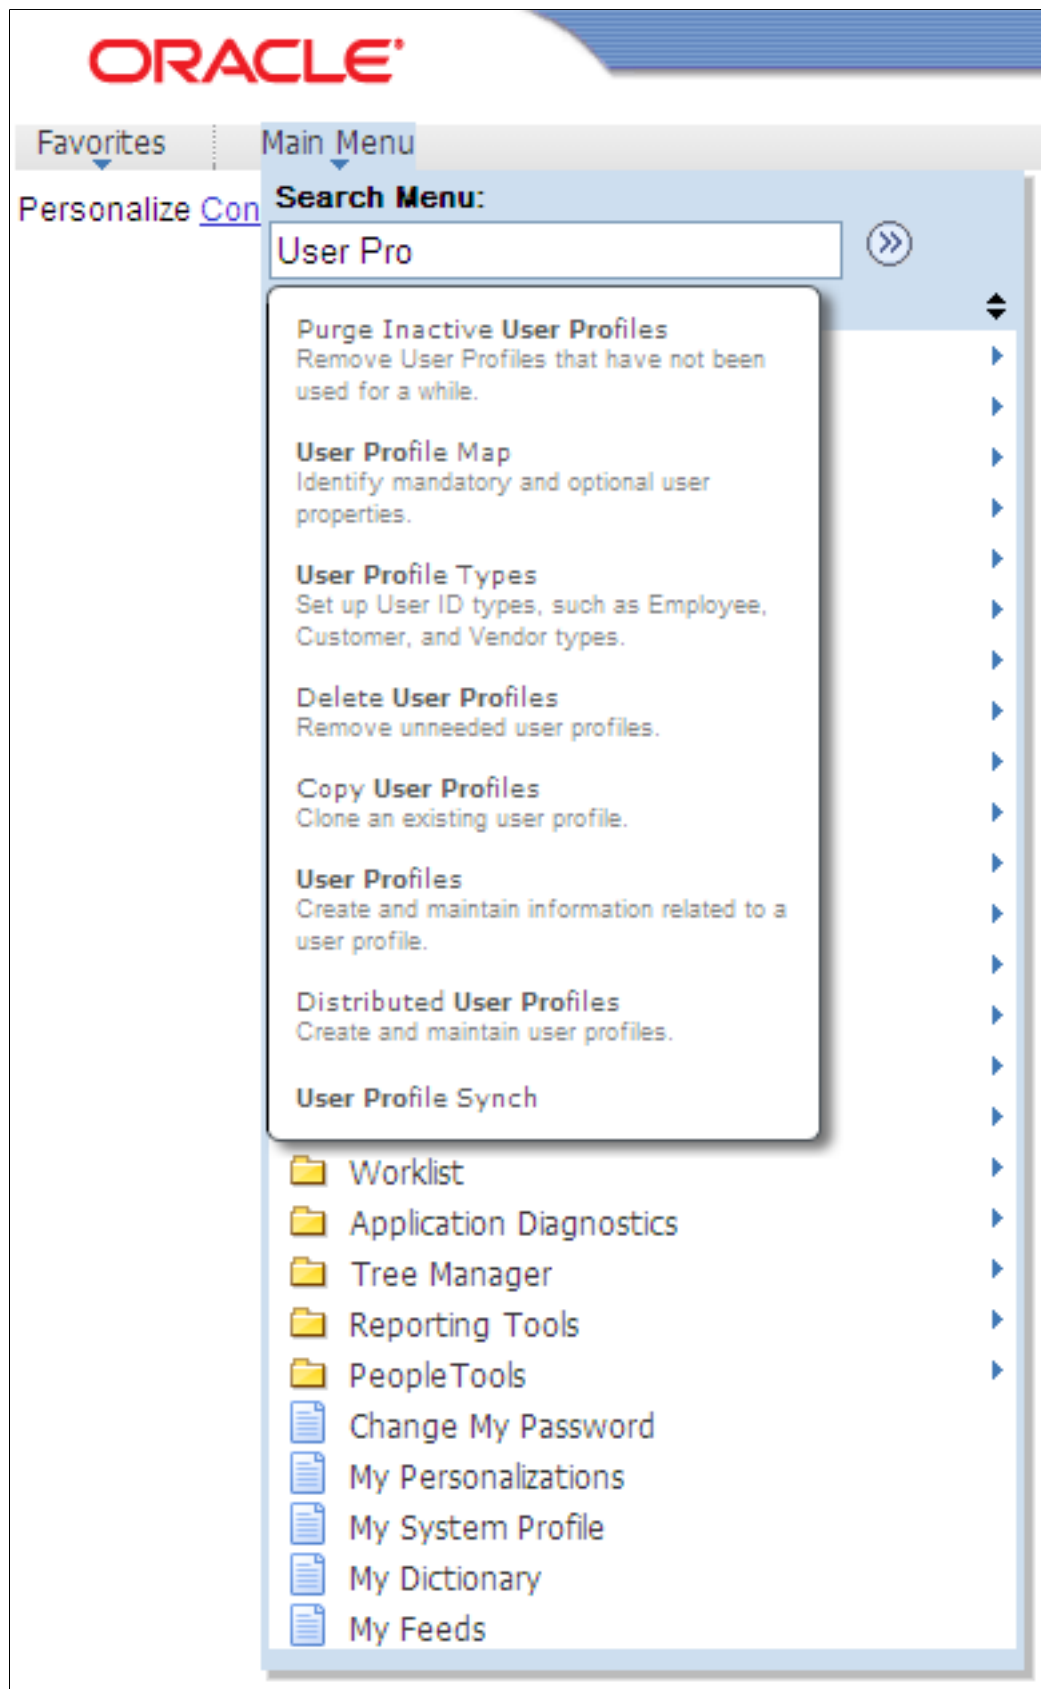 ORACLE
Favorites
Main Menu
Personalize Con
Search Menu:
User Pro
Purge Inactive User Profiles
Remove User Profiles that have not been
used for a while.
User Profile Map
Identify mandatory and optional user
properties.
User Profile Types
Set up User ID types, such as Employee,
Customer, and Vendor types.
Delete User Profiles
Remove unneeded user profiles.
Copy User Profiles
Clone an existing user profile.
User Profiles
Create and maintain information related to a
user profile.
Distributed User Profiles
Create and maintain user profiles.
User Profile Synch
Worklist
Application Diagnostics
Tree Manager
Reporting Tools
PeopleTools
Change My Password
My Personalizations
My System Profile
My Dictionary
My Feeds